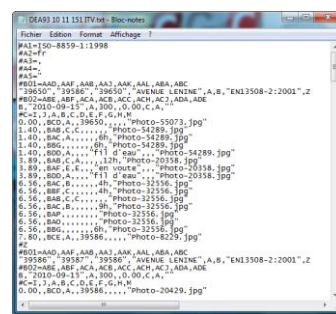 DEA93 10 11 151 ITV.txt - Bloc-notes
Fichier Edition Format Affichage ?
#A1=ISO-8859-1:1998
#A2=fr
#A3=,
#A4=.
#A5="
#B01=AAD,AAF,AAB,AAJ,AAK,AAL,ABA,ABC
"39650","39586","39650","AVENUE LENINE",A,B,"EN13508-2:2001",Z
#B02=ABE,ABF,ACA,ACB,ACC,ACH,ACJ,ADA,ADE
B,"2010-09-15",A,300,,0.00,C,A,""
#C=I,J,A,B,C,D,E,F,G,H,M
0.00,,BCD,A,,39650,,,,,"Photo-55073.jpg"
1.40,,BAB,C,C,,,,,,"Photo-54289.jpg"
1.40,,BAC,A,,,,6h,,"Photo-54289.jpg"
1.40,,BBG,,,,,6h,,"Photo-54289.jpg"
1.40,,BDD,A,,,,"fil d'eau",,,"Photo-54289.jpg"
3.89,,BAB,C,A,,,,12h,,"Photo-20358.jpg"
3.89,,BAF,E,E,,,"en voute",,,"Photo-20358.jpg"
3.89,,BDD,A,,,,"fil d'eau",,,"Photo-20358.jpg"
6.56,,BAC,B,,,,4h,,"Photo-32556.jpg"
6.56,,BBF,C,,,,4h,,"Photo-32556.jpg"
6.56,,BAB,C,C,,,,,,"Photo-32556.jpg"
6.56,,BAC,B,,,,9h,,"Photo-32556.jpg"
6.56,,BAP,,,,,,,,"Photo-32556.jpg"
6.56,,BAO,,,,,,,,"Photo-32556.jpg"
6.56,,BBG,,,,,6h,,"Photo-32556.jpg"
7.80,,BCE,A,,39586,,,,,"Photo-8229.jpg"
#Z
#B01=AAD,AAF,AAB,AAJ,AAK,AAL,ABA,ABC
"39586","39587","39586","AVENUE LENINE",A,B,"EN13508-2:2001",Z
#B02=ABE,ABF,ACA,ACB,ACC,ACH,ACJ,ADA,ADE
B,"2010-09-15",A,300,,0.00,C,A,""
#C=I,J,A,B,C,D,E,F,G,H,M
0.00,,BCD,A,,39586,,,,,"Photo-20429.jpg"